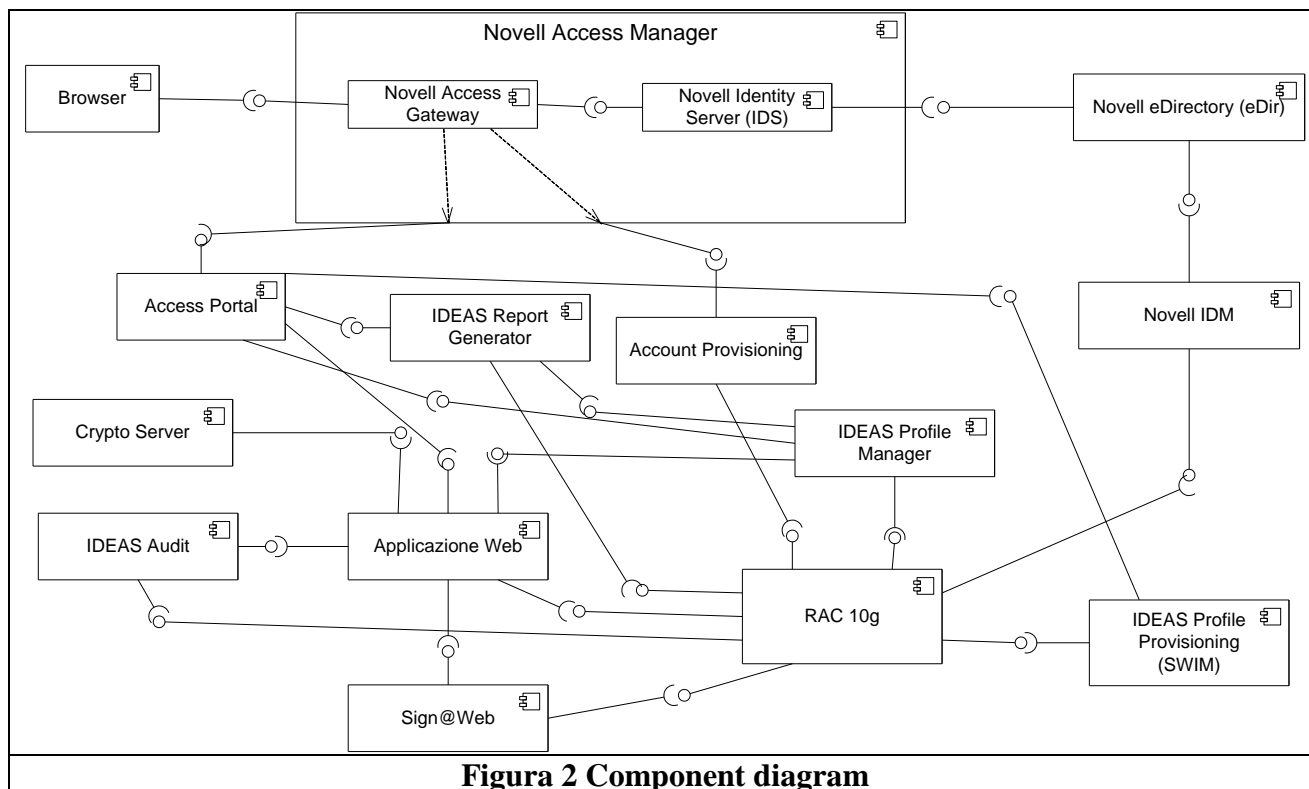 Novell Access Manager
Browser
Novell Access
Gateway
Novell Identity
Server (IDS)
Novell eDirectory (eDir)
Access Portal
IDEAS Report
Generator
Account Provisioning
Novell IDM
Crypto Server
IDEAS Profile
Manager
IDEAS Audit
Applicazione Web
RAC 10g
IDEAS Profile
Provisioning
(SWIM)
Sign@Web
Figura 2 Component diagram